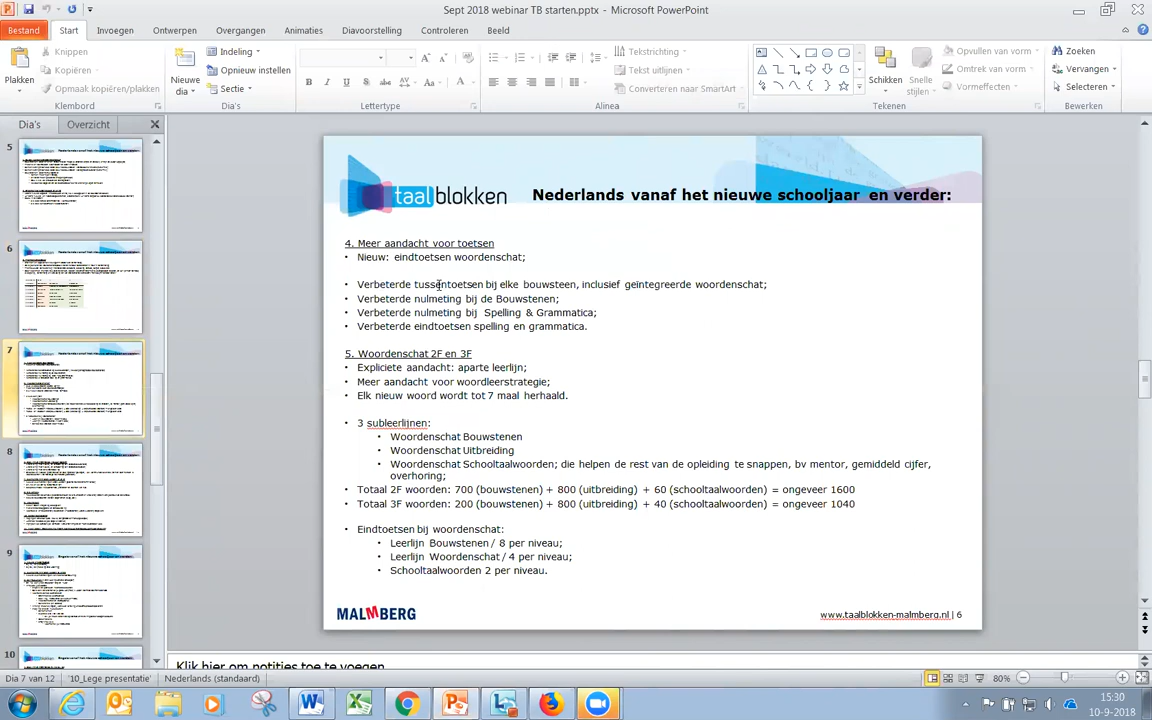 Sept 2018 webinar TB starten.pptx - Microsoft PowerPoint
Bestand Start Invoegen Ontwerpen Overgangen Animaties Diavoorstelling Controleren Beeld
Knippen
Kopiëren
Opmaak kopiëren/plakken
Plakken
Klembord
Nieuwe dia
Indeling
Opnieuw instellen
Sectie
Dia's
Lettertype
Tekstrichting
Tekst uitlijnen
Converteren naar SmartArt
Alinea
Schikken
Snelle stijlen
Opvullen van vorm
Omtrek van vorm
Vormeffecten
Tekenen
Zoeken
Vervangen
Selecteren
Bewerken
Dia's Overzicht
5
6
7
8
9
10
taalblokken
Nederlands vanaf het nieuwe schooljaar en verder:
4. Meer aandacht voor toetsen
• Nieuw: eindtoetsen woordenschat;
• Verbeterde tussentoetsen bij elke bouwsteen, inclusief geïntegreerde woordenschat;
• Verbeterde nulmeting bij de Bouwstenen;
• Verbeterde nulmeting bij Spelling & Grammatica;
• Verbeterde eindtoetsen spelling en grammatica.
5. Woordenschat 2F en 3F
• Expliciete aandacht: aparte leerlijn;
• Meer aandacht voor woordleerstrategie;
• Elk nieuw woord wordt tot 7 maal herhaald.
• 3 subleerlijnen:
• Woordenschat Bouwstenen
• Woordenschat Uitbreiding
• Woordenschat Schooltaalwoorden; die helpen de rest van de opleiding te snappen, bv mentor, gemiddeld cijfer,
overhoring;
• Totaal 2F woorden: 700 (bouwstenen) + 800 (uitbreiding) + 60 (schooltaalwoorden) = ongeveer 1600
• Totaal 3F woorden: 200 (bouwstenen) + 800 (uitbreiding) + 40 (schooltaalwoorden) = ongeveer 1040
• Eindtoetsen bij woordenschat:
• Leerlijn Bouwstenen / 8 per niveau;
• Leerlijn Woordenschat / 4 per niveau;
• Schooltaalwoorden 2 per niveau.
MALMBERG
www.taalblokken-malmberg.nl | 6
Klik hier om notities toe te voegen
Dia 7 van 12 '10_Lege presentatie' Nederlands (standaard) 80%
15:30
10-9-2018